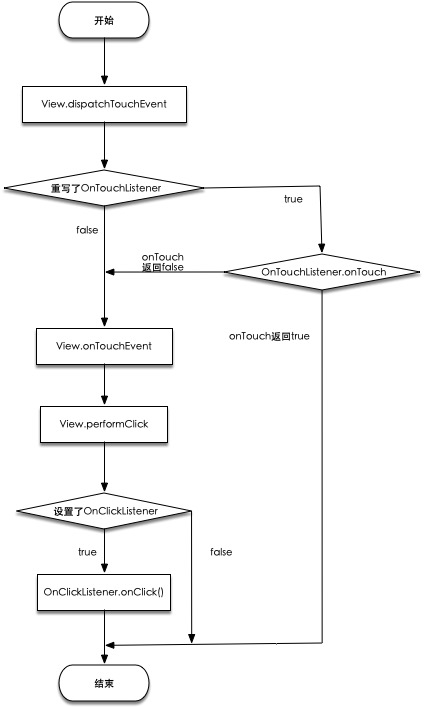 开始
View.dispatchTouchEvent
重写了OnTouchListener
true
false
onTouch
返回false
OnTouchListener.onTouch
onTouch返回true
View.onTouchEvent
View.performClick
设置了OnClickListener
true
false
OnClickListener.onClick()
结束